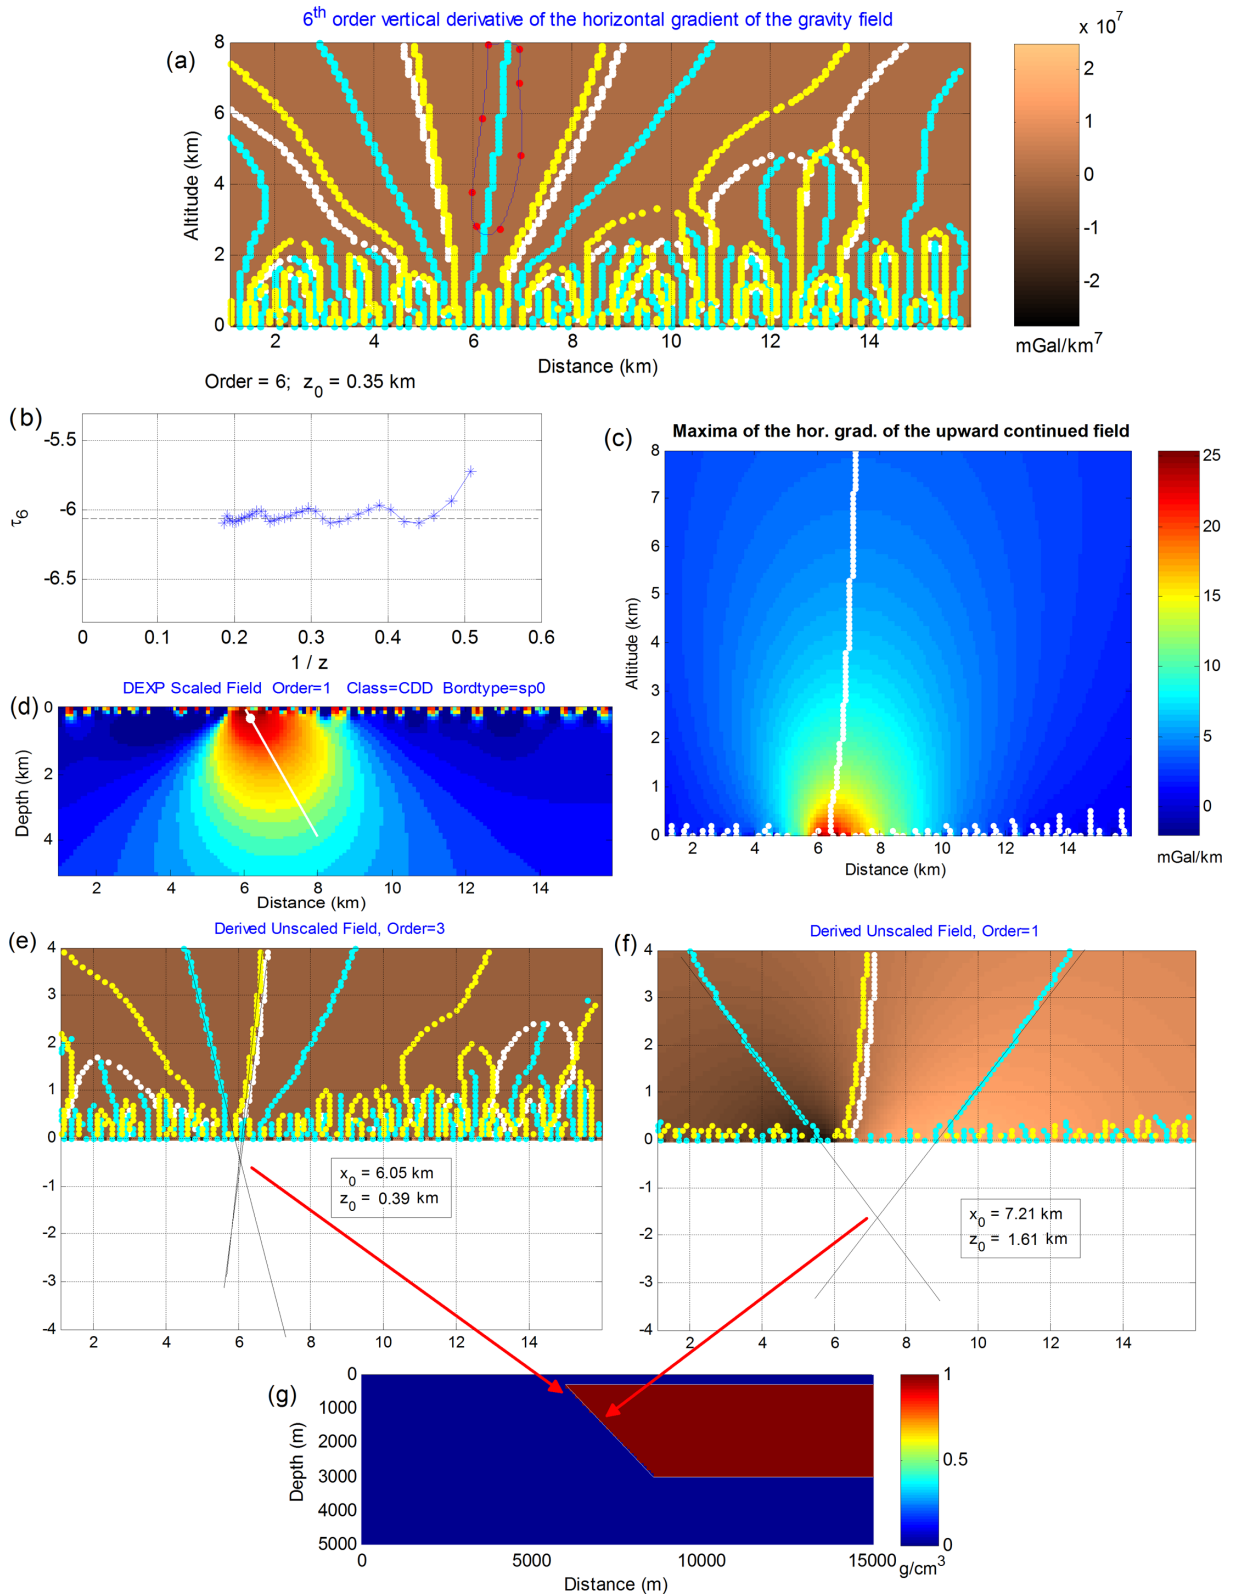 6th order vertical derivative of the horizontal gradient of the gravity field
(a)
8
6
4
2
0
Altitude (km)
2 4 6 8 10 12 14
Distance (km)
x 10^7
2
1
0
-1
-2
mGal/km^7
Order = 6; z_0 = 0.35 km
(b)
-5.5
-6
-6.5
τ_6
0 0.1 0.2 0.3 0.4 0.5 0.6
1 / z
(c)
Maxima of the hor. grad. of the upward continued field
8
7
6
5
4
3
2
1
0
Altitude (km)
2 4 6 8 10 12 14
Distance (km)
25
20
15
10
5
0
mGal/km
DEXP Scaled Field Order=1 Class=CDD Bordtype=sp0
(d)
0
2
4
Depth (km)
2 4 6 8 10 12 14
Distance (km)
(e)
Derived Unscaled Field, Order=3
4
3
2
1
0
-1
-2
-3
-4
x_0 = 6.05 km
z_0 = 0.39 km
2 4 6 8 10 12 14
(f)
Derived Unscaled Field, Order=1
4
3
2
1
0
-1
-2
-3
-4
x_0 = 7.21 km
z_0 = 1.61 km
2 4 6 8 10 12 14
(g)
0
1000
2000
3000
4000
5000
Depth (m)
0 5000 10000 15000
Distance (m)
1
0.5
0
g/cm^3